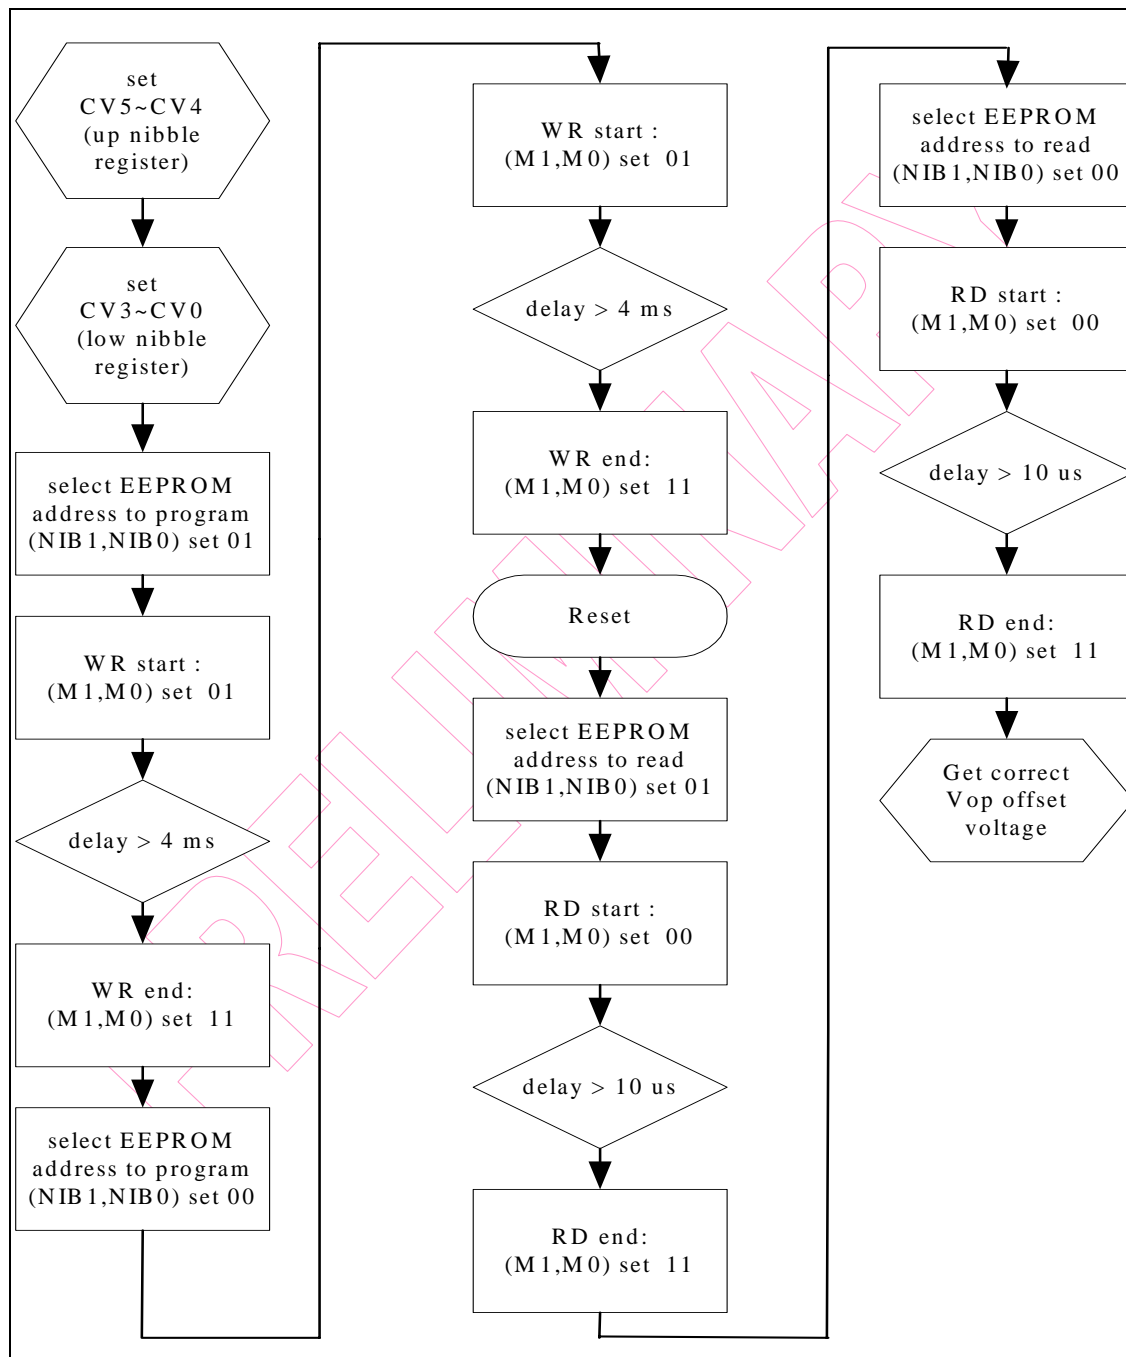 set
CV5~CV4
(up nibble
register)
set
CV3~CV0
(low nibble
register)
select EEPROM
address to program
(NIB1,NIB0) set 01
WR start :
(M1,M0) set 01
delay > 4 ms
WR end:
(M1,M0) set 11
select EEPROM
address to program
(NIB1,NIB0) set 00
WR start :
(M1,M0) set 01
delay > 4 ms
WR end:
(M1,M0) set 11
Reset
select EEPROM
address to read
(NIB1,NIB0) set 01
RD start :
(M1,M0) set 00
delay > 10 us
RD end:
(M1,M0) set 11
select EEPROM
address to read
(NIB1,NIB0) set 00
RD start :
(M1,M0) set 00
delay > 10 us
RD end:
(M1,M0) set 11
Get correct
Vop offset
voltage
PRELIMINARY